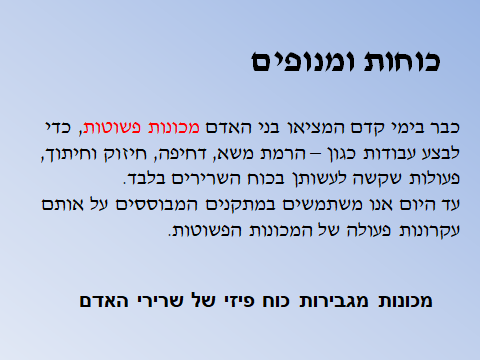 כוחות ומנופים
כבר בימי קדם המציאו בני האדם מכונות פשוטות, כדי
לבצע עבודות כגון – הרמת משא, דחיפה, חיזוק וחיתוך,
פעולות שקשה לעשותן בכוח השרירים בלבד.
עד היום אנו משתמשים במתקנים המבוססים על אותם
עקרונות פעולה של המכונות הפשוטות.
מכונות מגבירות כוח פיזי של שרירי האדם